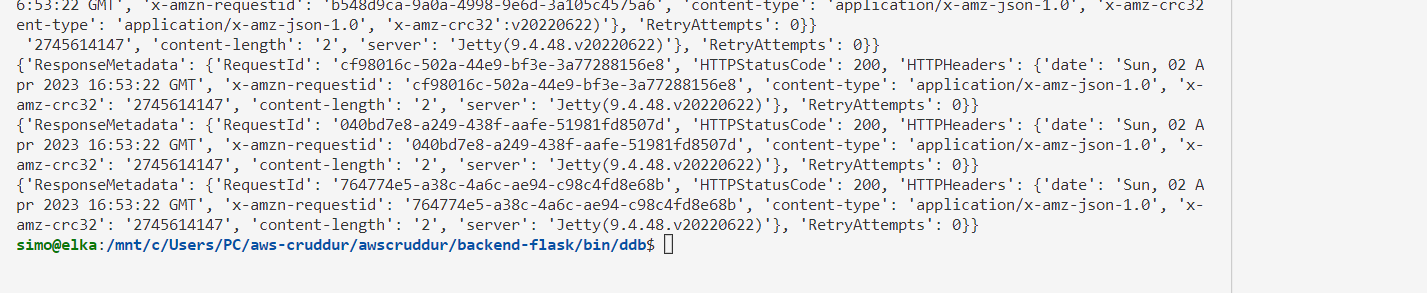 6:53:22 GMT', 'x-amzn-requestid': 'b548d9ca-9a0a-4998-9e6d-3a105c4575a6', 'content-type': 'application/x-amz-json-1.0', 'x-amz-crc32
ent-type': 'application/x-amz-json-1.0', 'x-amz-crc32':v20220622)'}, 'RetryAttempts': 0}}
'2745614147', 'content-length': '2', 'server': 'Jetty(9.4.48.v20220622)'}, 'RetryAttempts': 0}}
{'ResponseMetadata': {'RequestId': 'cf98016c-502a-44e9-bf3e-3a77288156e8', 'HTTPStatusCode': 200, 'HTTPHeaders': {'date': 'Sun, 02 A
pr 2023 16:53:22 GMT', 'x-amzn-requestid': 'cf98016c-502a-44e9-bf3e-3a77288156e8', 'content-type': 'application/x-amz-json-1.0', 'x-
amz-crc32': '2745614147', 'content-length': '2', 'server': 'Jetty(9.4.48.v20220622)'}, 'RetryAttempts': 0}}
{'ResponseMetadata': {'RequestId': '040bd7e8-a249-438f-aafe-51981fd8507d', 'HTTPStatusCode': 200, 'HTTPHeaders': {'date': 'Sun, 02 A
pr 2023 16:53:22 GMT', 'x-amzn-requestid': '040bd7e8-a249-438f-aafe-51981fd8507d', 'content-type': 'application/x-amz-json-1.0', 'x-
amz-crc32': '2745614147', 'content-length': '2', 'server': 'Jetty(9.4.48.v20220622)'}, 'RetryAttempts': 0}}
{'ResponseMetadata': {'RequestId': '764774e5-a38c-4a6c-ae94-c98c4fd8e68b', 'HTTPStatusCode': 200, 'HTTPHeaders': {'date': 'Sun, 02 A
pr 2023 16:53:22 GMT', 'x-amzn-requestid': '764774e5-a38c-4a6c-ae94-c98c4fd8e68b', 'content-type': 'application/x-amz-json-1.0', 'x-
amz-crc32': '2745614147', 'content-length': '2', 'server': 'Jetty(9.4.48.v20220622)'}, 'RetryAttempts': 0}}
simo@elka:/mnt/c/Users/PC/aws-cruddur/awscruddur/backend-flask/bin/ddb$